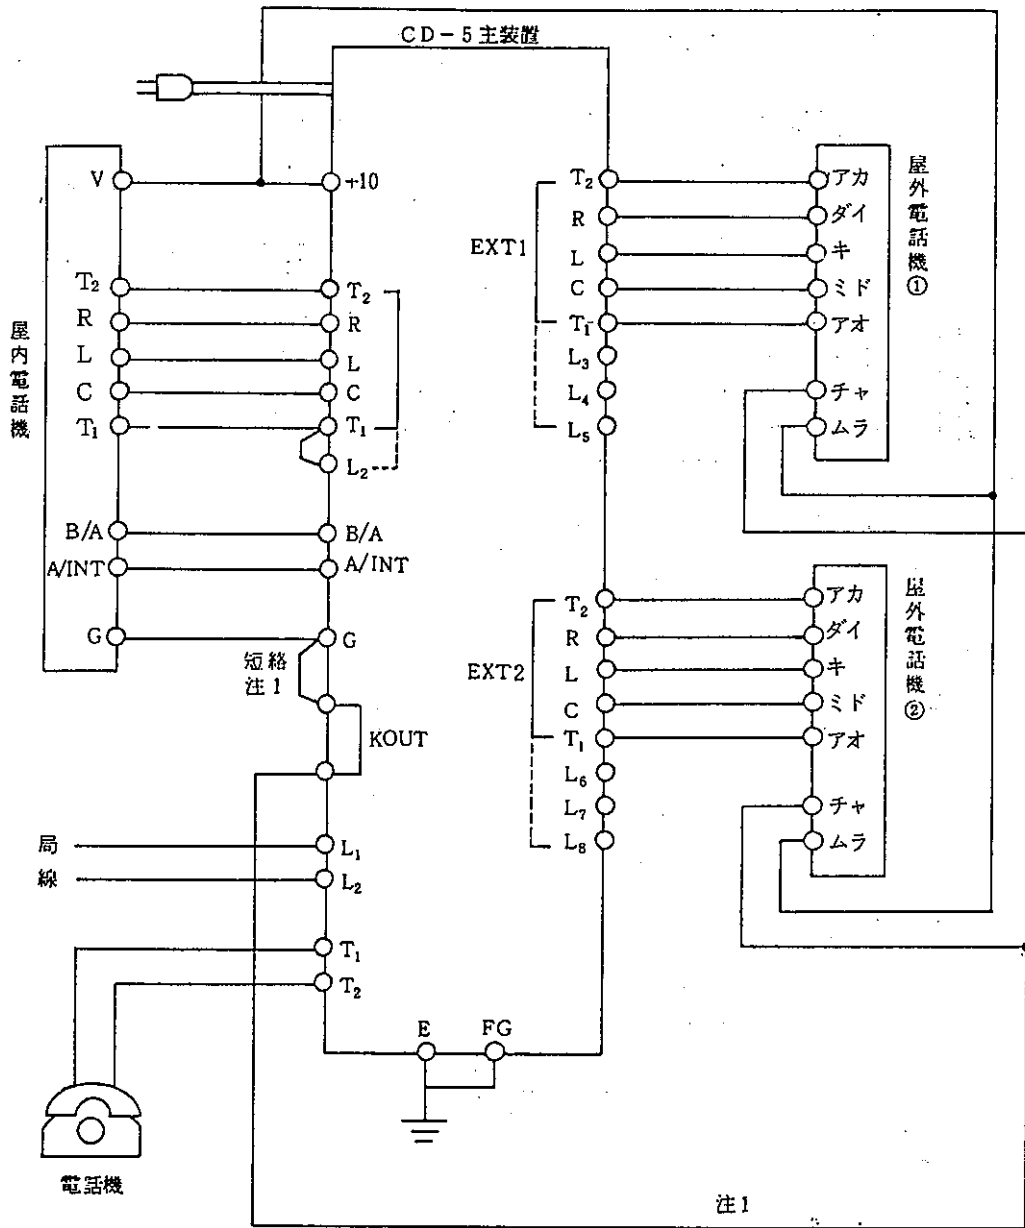 CD-5主装置
屋内電話機
V
T₂
R
L
C
T₁
B/A
A/INT
G
+10
T₂
R
L
C
T₁
L₂
B/A
A/INT
G
短絡
注1
KOUT
局
線
L₁
L₂
T₁
T₂
電話機
E
FG
EXT1
T₂
R
L
C
T₁
L₃
L₄
L₅
アカ
ダイ
キ
ミド
アオ
チャ
ムラ
屋外電話機①
EXT2
T₂
R
L
C
T₁
L₆
L₇
L₈
アカ
ダイ
キ
ミド
アオ
チャ
ムラ
屋外電話機②
注1